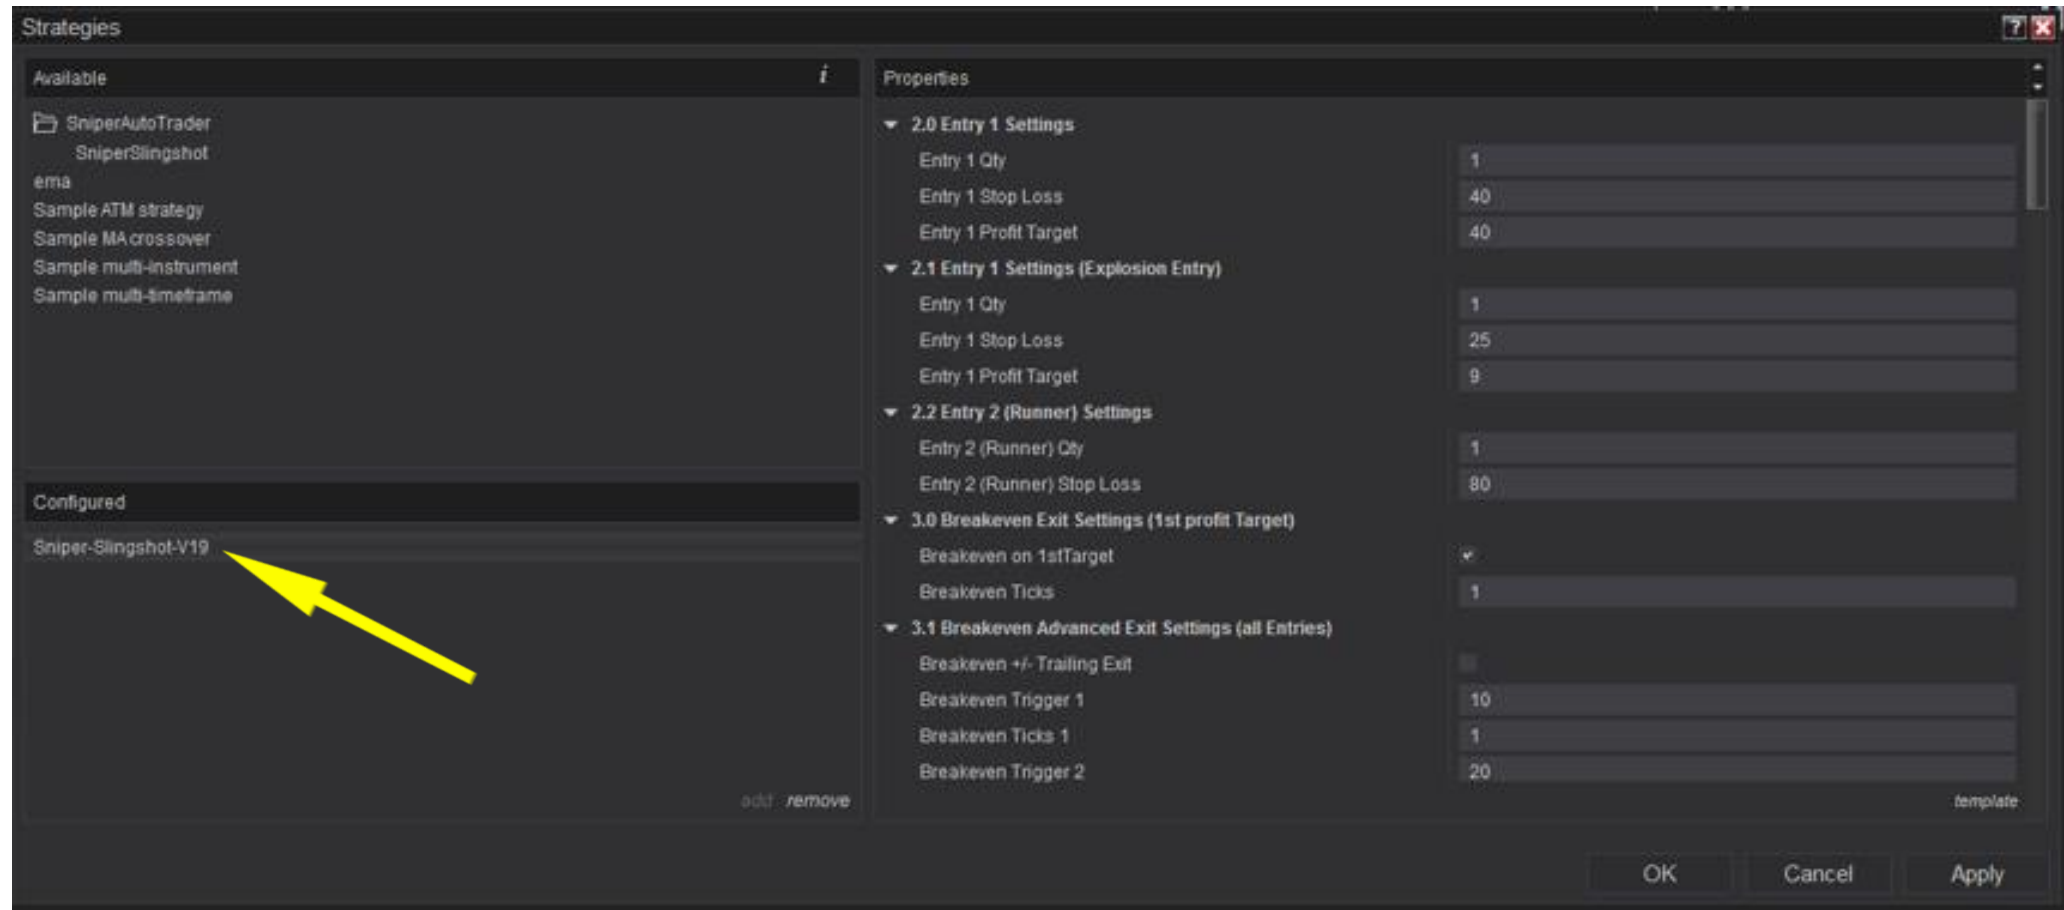 Strategies
Available
i
SniperAutoTrader
SniperSlingshot
ema
Sample ATM strategy
Sample MA crossover
Sample multi-instrument
Sample multi-timeframe
Configured
Sniper-Slingshot-V19
add remove
Properties
2.0 Entry 1 Settings
Entry 1 Qty 1
Entry 1 Stop Loss 40
Entry 1 Profit Target 40
2.1 Entry 1 Settings (Explosion Entry)
Entry 1 Qty 1
Entry 1 Stop Loss 25
Entry 1 Profit Target 9
2.2 Entry 2 (Runner) Settings
Entry 2 (Runner) Qty 1
Entry 2 (Runner) Stop Loss 80
3.0 Breakeven Exit Settings (1st profit Target)
Breakeven on 1stTarget
Breakeven Ticks 1
3.1 Breakeven Advanced Exit Settings (all Entries)
Breakeven +/- Trailing Exit
Breakeven Trigger 1 10
Breakeven Ticks 1 1
Breakeven Trigger 2 20
template
OK Cancel Apply